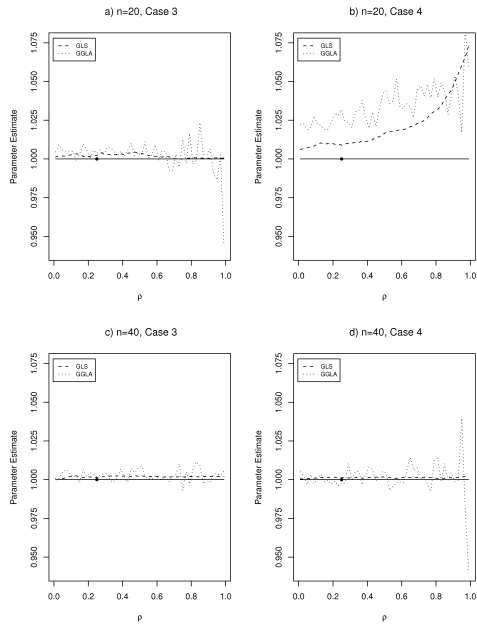 a) n=20, Case 3
GLS
GGLA
Parameter Estimate
0.950 0.975 1.000 1.025 1.050 1.075
0.0 0.2 0.4 0.6 0.8 1.0
ρ
b) n=20, Case 4
GLS
GGLA
Parameter Estimate
0.950 0.975 1.000 1.025 1.050 1.075
0.0 0.2 0.4 0.6 0.8 1.0
ρ
c) n=40, Case 3
GLS
GGLA
Parameter Estimate
0.950 0.975 1.000 1.025 1.050 1.075
0.0 0.2 0.4 0.6 0.8 1.0
ρ
d) n=40, Case 4
GLS
GGLA
Parameter Estimate
0.950 0.975 1.000 1.025 1.050 1.075
0.0 0.2 0.4 0.6 0.8 1.0
ρ